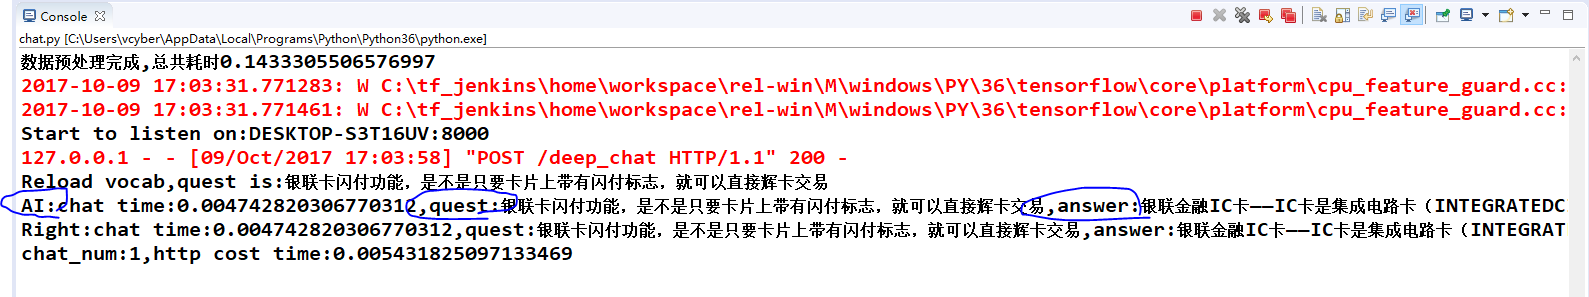 Console
chat.py [C:\Users\vcyber\AppData\Local\Programs\Python\Python36\python.exe]
数据预处理完成,总共耗时0.1433305506576997
2017-10-09 17:03:31.771283: W C:\tf_jenkins\home\workspace\rel-win\M\windows\PY\36\tensorflow\core\platform\cpu_feature_guard.cc:
2017-10-09 17:03:31.771461: W C:\tf_jenkins\home\workspace\rel-win\M\windows\PY\36\tensorflow\core\platform\cpu_feature_guard.cc:
Start to listen on:DESKTOP-S3T16UV:8000
127.0.0.1 - - [09/Oct/2017 17:03:58] "POST /deep_chat HTTP/1.1" 200 -
Reload vocab,quest is:银联卡闪付功能，是不是只要卡片上带有闪付标志，就可以直接辉卡交易
AI:chat time:0.004742820306770312,quest:银联卡闪付功能，是不是只要卡片上带有闪付标志，就可以直接辉卡交易,answer:银联金融IC卡——IC卡是集成电路卡（INTEGRATEDC
Right:chat time:0.004742820306770312,quest:银联卡闪付功能，是不是只要卡片上带有闪付标志，就可以直接辉卡交易,answer:银联金融IC卡——IC卡是集成电路卡（INTEGRAT
chat_num:1,http cost time:0.005431825097133469